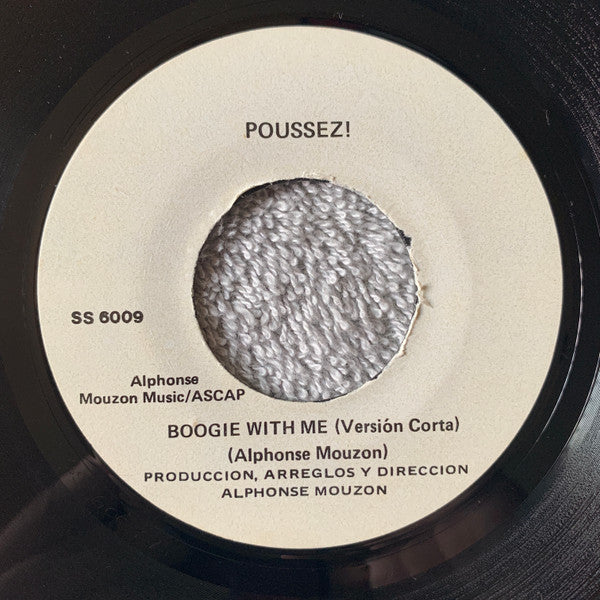 POUSSEZ!
SS 6009
Alphonse
Mouzon Music/ASCAP
BOOGIE WITH ME (Versión Corta)
(Alphonse Mouzon)
PRODUCCION, ARREGLOS Y DIRECCION
ALPHONSE MOUZON